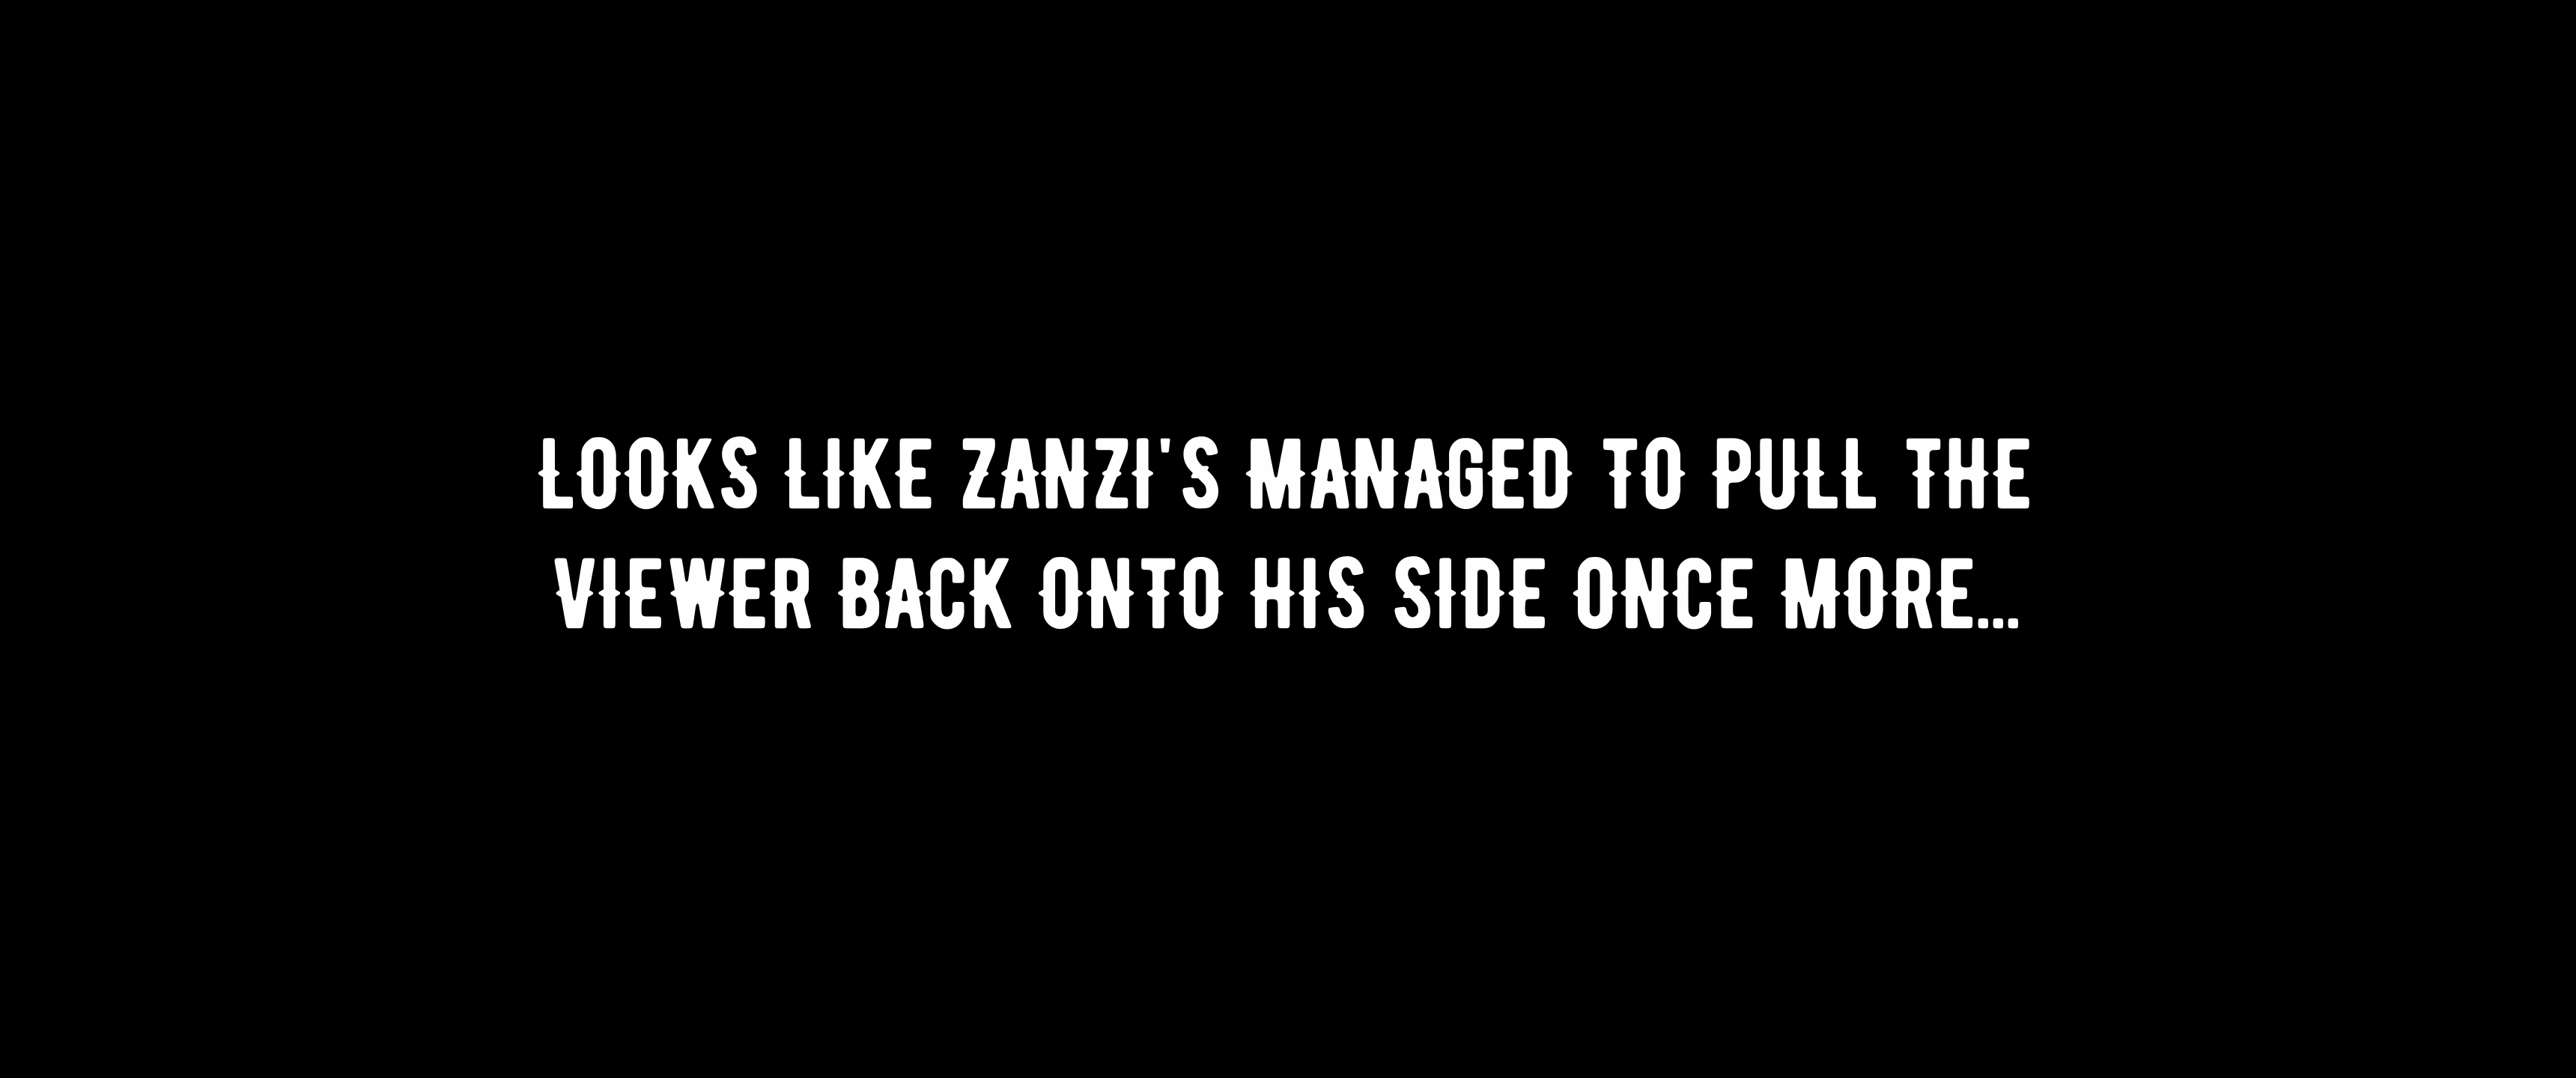 LOOKS LIKE ZANZI'S MANAGED TO PULL THE
VIEWER BACK ONTO HIS SIDE ONCE MORE...